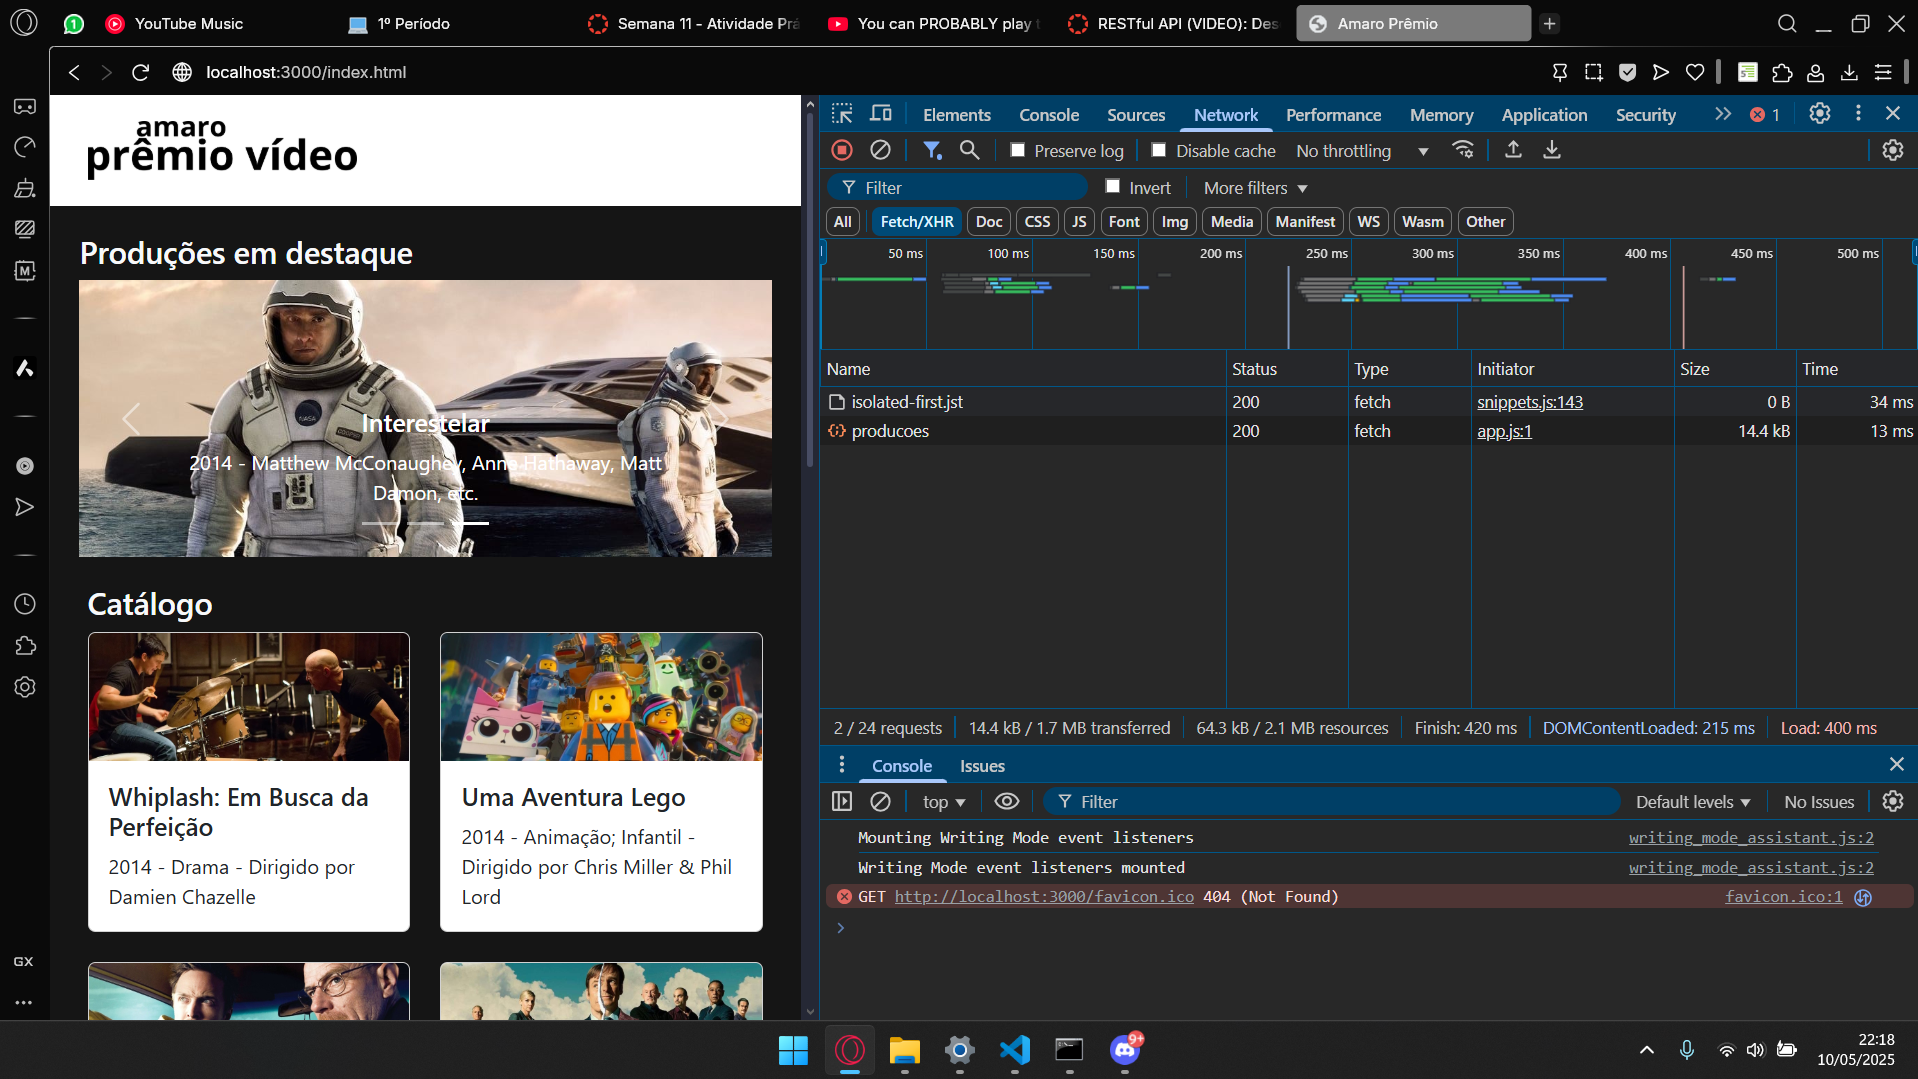 YouTube Music
1º Período
Semana 11 - Atividade Prá
You can PROBABLY play t
RESTful API (VIDEO): Des
Amaro Prêmio
localhost:3000/index.html
amaro
prêmio vídeo
Produções em destaque
Interestelar
2014 - Matthew McConaughey, Anne Hathaway, Matt
Damon, etc.
Catálogo
Whiplash: Em Busca da
Perfeição
2014 - Drama - Dirigido por
Damien Chazelle
Uma Aventura Lego
2014 - Animação; Infantil -
Dirigido por Chris Miller & Phil
Lord
GX
Elements Console Sources Network Performance Memory Application Security 1
Preserve log Disable cache No throttling
Filter Invert More filters
All Fetch/XHR Doc CSS JS Font Img Media Manifest WS Wasm Other
50 ms 100 ms 150 ms 200 ms 250 ms 300 ms 350 ms 400 ms 450 ms 500 ms
Name Status Type Initiator Size Time
isolated-first.jst 200 fetch snippets.js:143 0 B 34 ms
producoes 200 fetch app.js:1 14.4 kB 13 ms
2 / 24 requests 14.4 kB / 1.7 MB transferred 64.3 kB / 2.1 MB resources Finish: 420 ms DOMContentLoaded: 215 ms Load: 400 ms
Console Issues
top Filter Default levels No Issues
Mounting Writing Mode event listeners writing_mode_assistant.js:2
Writing Mode event listeners mounted writing_mode_assistant.js:2
GET http://localhost:3000/favicon.ico 404 (Not Found) favicon.ico:1
9+
22:18
10/05/2025